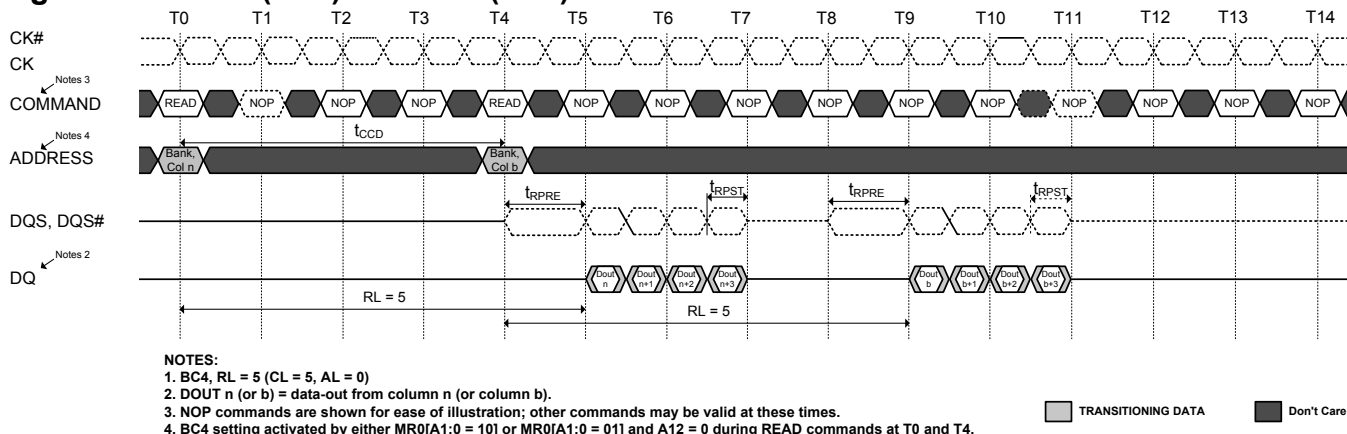 T0 T1 T2 T3 T4 T5 T6 T7 T8 T9 T10 T11 T12 T13 T14
CK#
CK
Notes 3
COMMAND READ NOP NOP NOP READ NOP NOP NOP NOP NOP NOP NOP NOP NOP NOP
Notes 4
tCCD
ADDRESS Bank, Col n Bank, Col b
tRPRE tRPST tRPRE tRPST
DQS, DQS#
Notes 2
DQ Dout n Dout n+1 Dout n+2 Dout n+3 Dout b Dout b+1 Dout b+2 Dout b+3
RL = 5
RL = 5
NOTES:
1. BC4, RL = 5 (CL = 5, AL = 0)
2. DOUT n (or b) = data-out from column n (or column b).
3. NOP commands are shown for ease of illustration; other commands may be valid at these times.
4. BC4 setting activated by either MR0[A1:0 = 10] or MR0[A1:0 = 01] and A12 = 0 during READ commands at T0 and T4.
TRANSITIONING DATA Don't Care